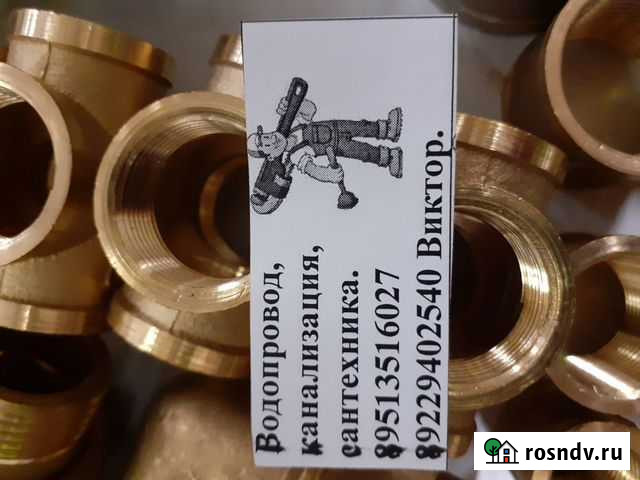 Водопровод,
канализация,
сантехника.
89513516027
89229402540 Виктор.
rosndv.ru